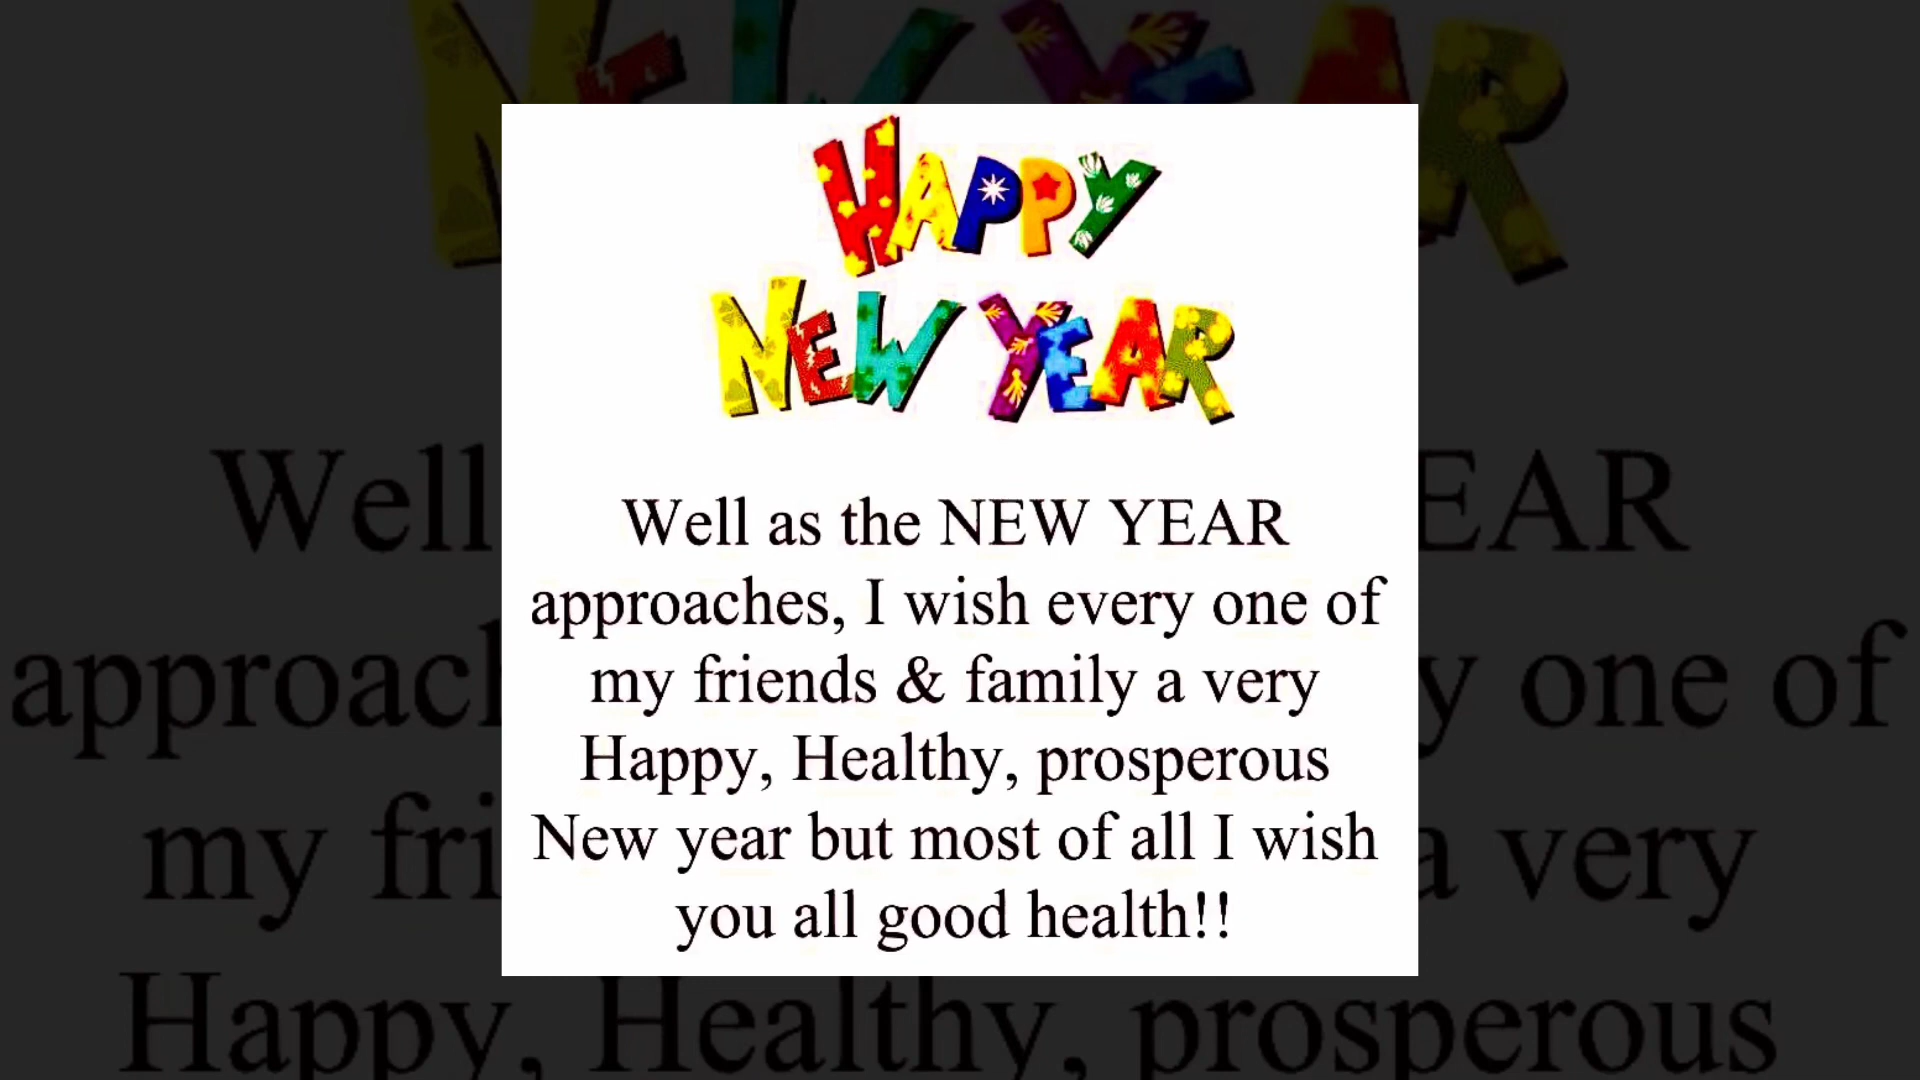 HAPPY
NEW YEAR
Well as the NEW YEAR
approaches, I wish every one of
my friends & family a very
Happy, Healthy, prosperous
New year but most of all I wish
you all good health!!